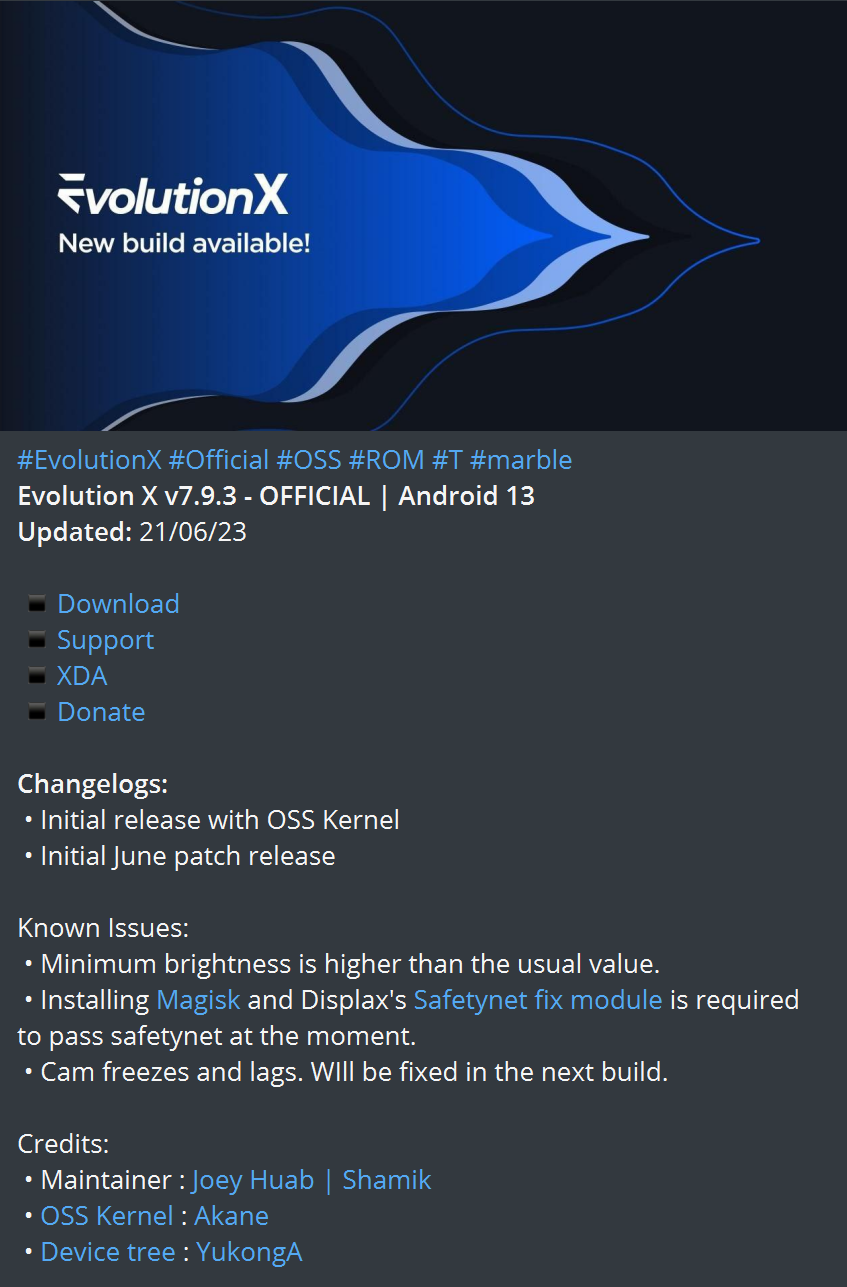 EvolutionX
New build available!
#EvolutionX #Official #OSS #ROM #T #marble
Evolution X v7.9.3 - OFFICIAL | Android 13
Updated: 21/06/23
▪️ Download
▪️ Support
▪️ XDA
▪️ Donate
Changelogs:
• Initial release with OSS Kernel
• Initial June patch release
Known Issues:
• Minimum brightness is higher than the usual value.
• Installing Magisk and Displax's Safetynet fix module is required
to pass safetynet at the moment.
• Cam freezes and lags. WIll be fixed in the next build.
Credits:
• Maintainer : Joey Huab | Shamik
• OSS Kernel : Akane
• Device tree : YukongA